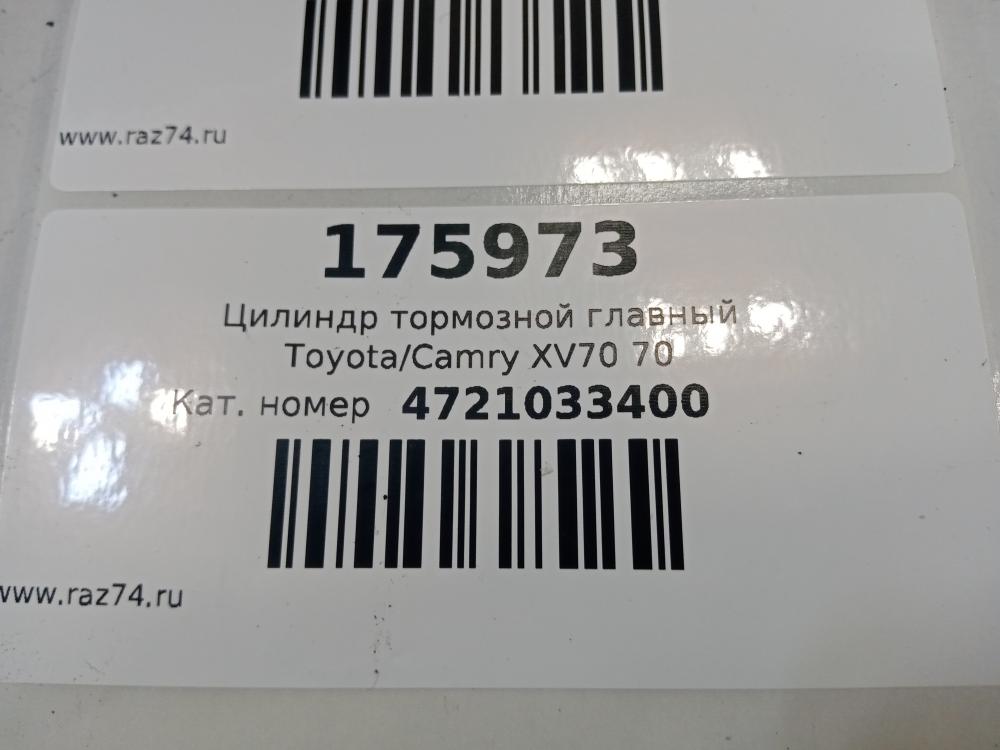 www.raz74.ru
175973
Цилиндр тормозной главный
Toyota/Camry XV70 70
Кат. номер 4721033400
www.raz74.ru